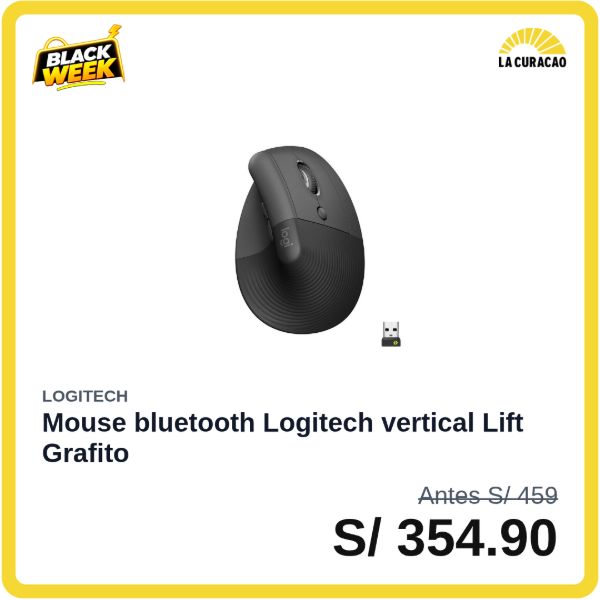 BLACK
WEEK
LA CURACAO
logi
LOGITECH
Mouse bluetooth Logitech vertical Lift
Grafito
Antes S/ 459
S/ 354.90